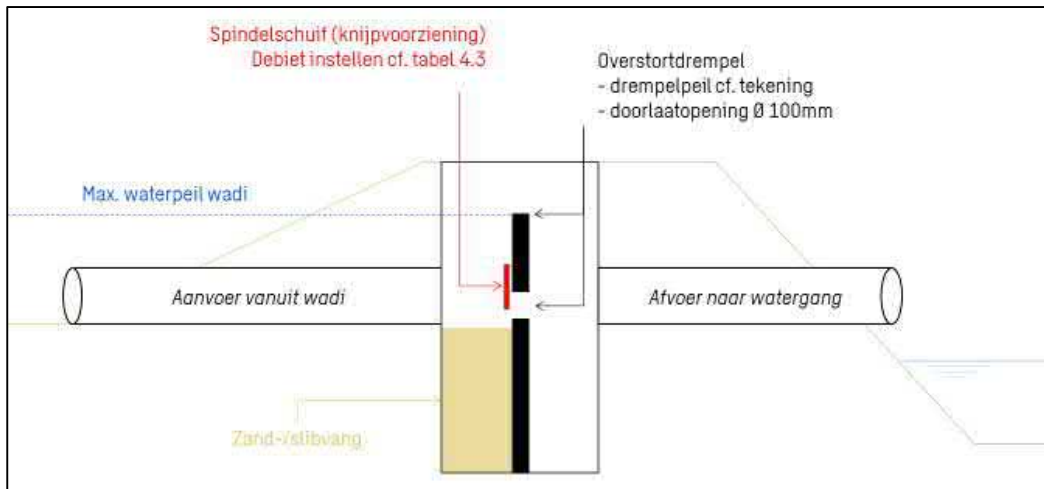 Spindelschuif (knijpvoorziening)
Debiet instellen cf. tabel 4.3
Overstortdrempel
- drempelpeil cf. tekening
- doorlaatopening Ø 100mm
Max. waterpeil wadi
Aanvoer vanuit wadi
Afvoer naar watergang
Zand-/slibvang